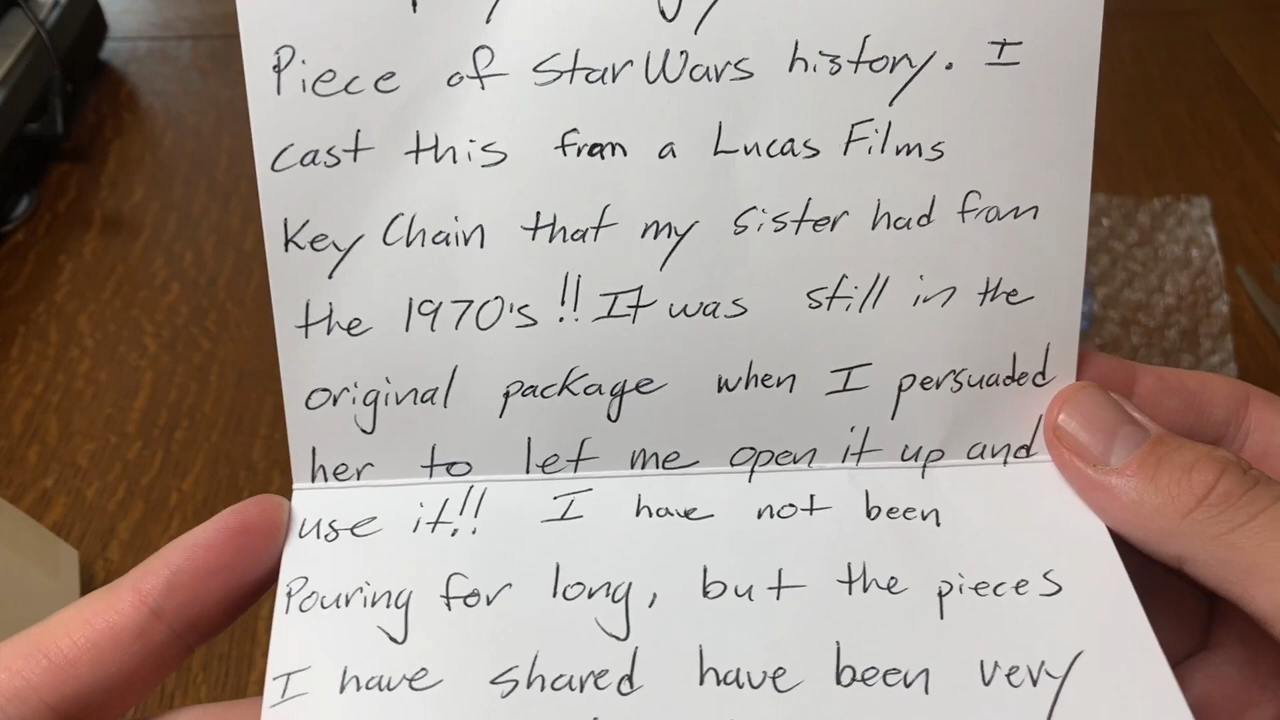 Piece of Star Wars history. I
cast this from a Lucas Films
Key Chain that my sister had from
the 1970's!! It was still in the
original package when I persuaded
her to let me open it up and
use it!! I have not been
Pouring for long, but the pieces
I have shared have been very